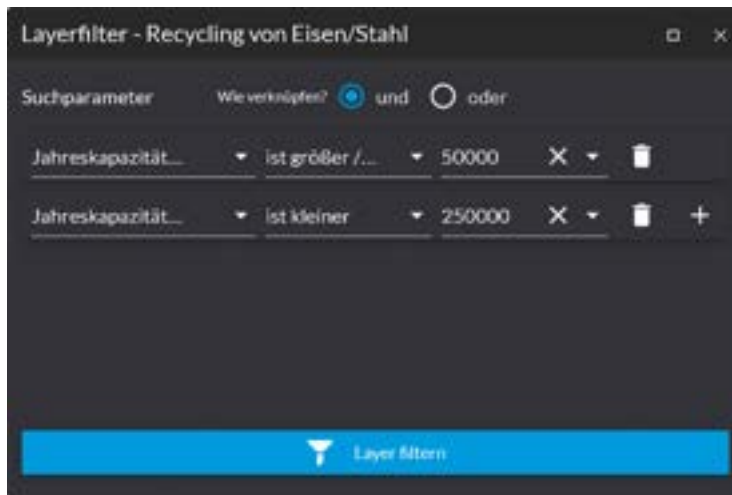 Layerfilter - Recycling von Eisen/Stahl
Suchparameter Wie verknüpfen? und oder
Jahreskapazität... ist größer /... 50000
Jahreskapazität... ist kleiner 250000
Layer filtern